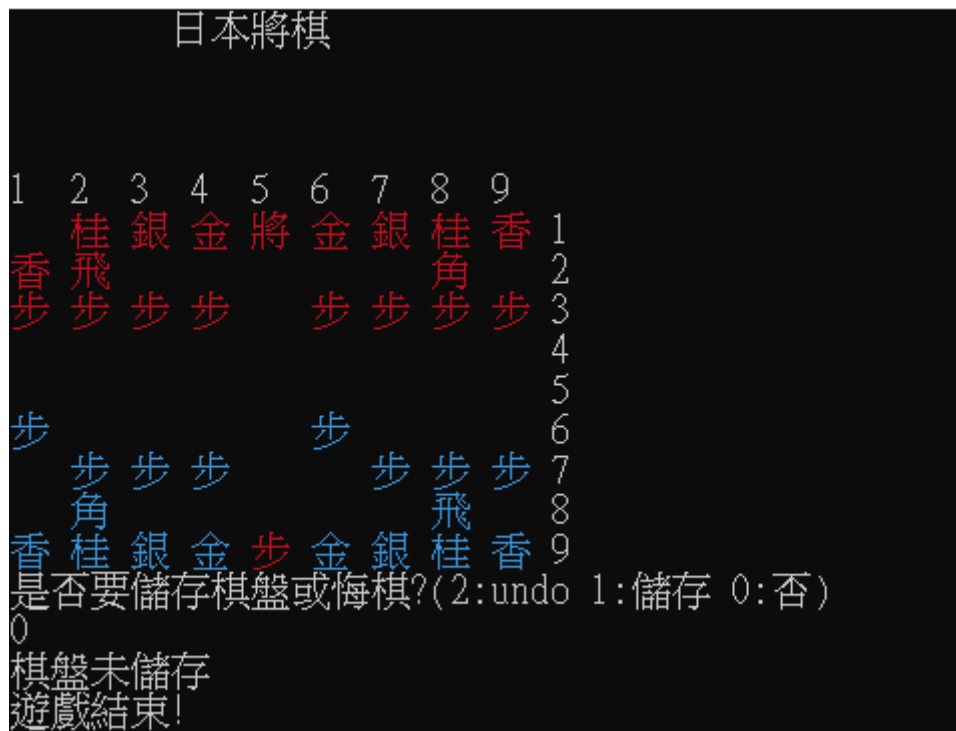 日本將棋
1 2 3 4 5 6 7 8 9
桂 銀 金 將 金 銀 桂 香 1
香 飛 角 2
步 步 步 步 步 步 步 步 3
4
5
步 步 6
步 步 步 步 步 步 7
角 飛 8
香 桂 銀 金 步 金 銀 桂 香 9
是否要儲存棋盤或悔棋?(2:undo 1:儲存 0:否)
0
棋盤未儲存
遊戲結束!